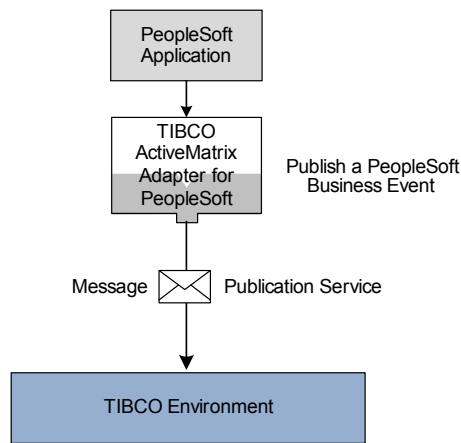 PeopleSoft
Application
TIBCO
ActiveMatrix
Adapter for
PeopleSoft
Publish a PeopleSoft
Business Event
Message
Publication Service
TIBCO Environment